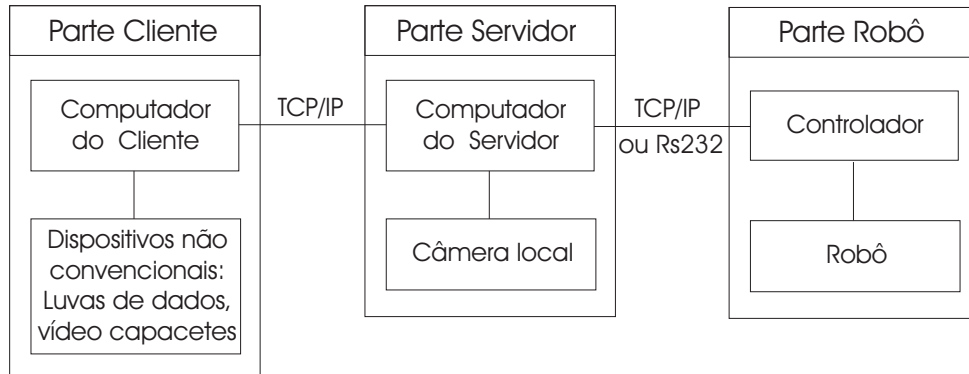 Parte Cliente
Computador
do Cliente
Dispositivos não
convencionais:
Luvas de dados,
vídeo capacetes
TCP/IP
Parte Servidor
Computador
do Servidor
Câmera local
TCP/IP
ou Rs232
Parte Robô
Controlador
Robô